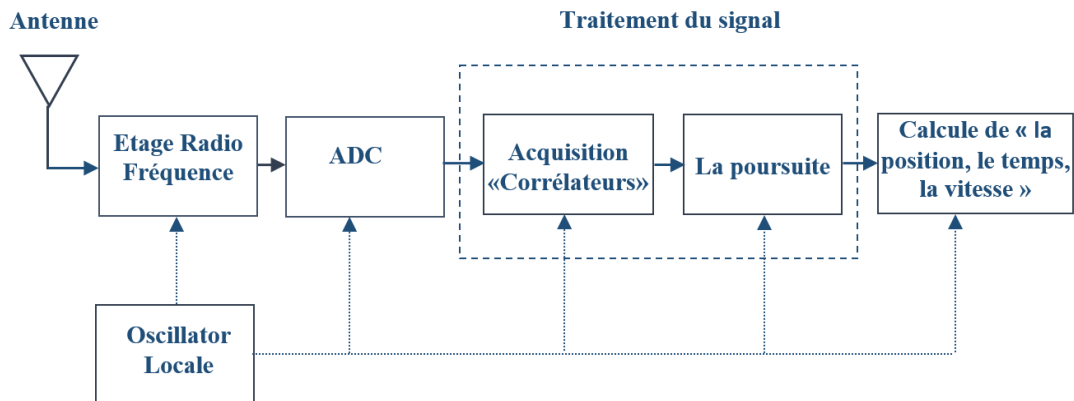 Antenne
Traitement du signal
Etage Radio
Fréquence
ADC
Acquisition
«Corrélateurs»
La poursuite
Calcule de « la
position, le temps,
la vitesse »
Oscillator
Locale